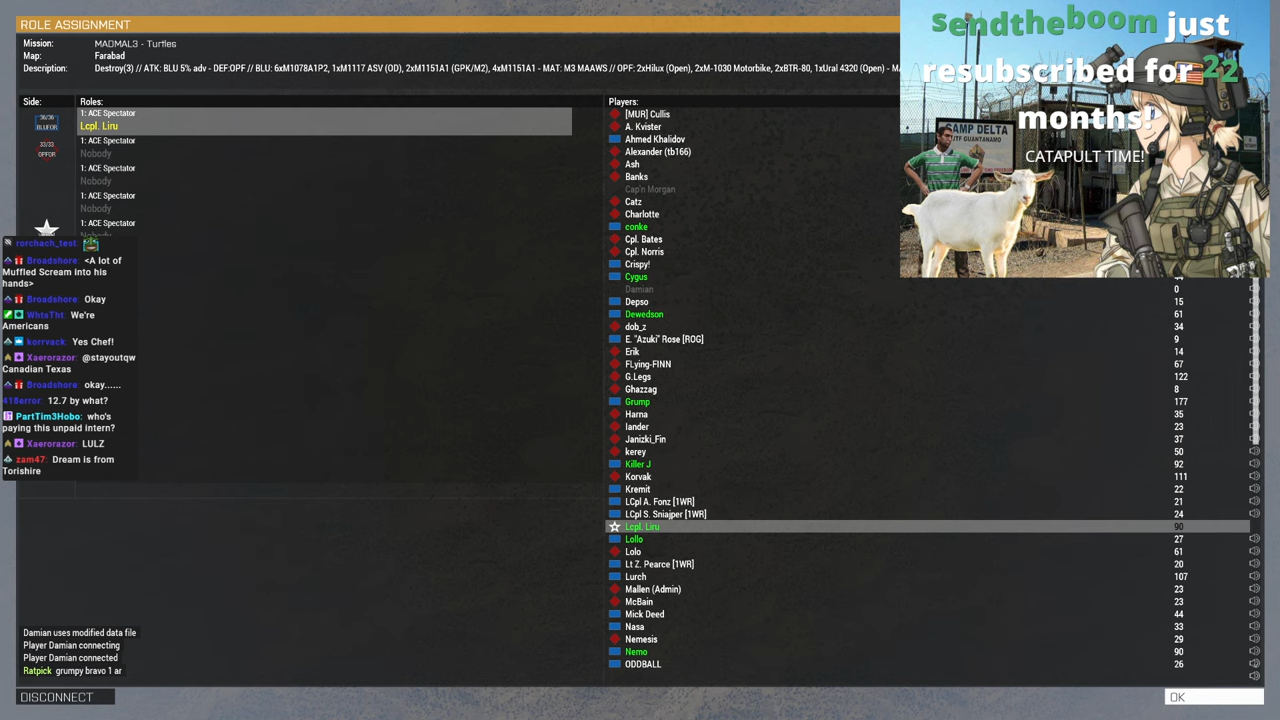 ROLE ASSIGNMENT
Mission: MADMAL3 - Turtles
Map: Farabad
Description: Destroy(3) // ATK: BLU 5% adv - DEF:OPF // BLU: 6xM1078A1P2, 1xM1117 ASV (OD), 2xM1151A1 (GPK/M2), 4xM1151A1 - MAT: M3 MAAWS // OPF: 2xHilux (Open), 2xM-1030 Motorbike, 2xBTR-80, 1xUral 4320 (Open) - M
sendtheboom just
resubscribed for 22
months!
CATAPULT TIME!
CAMP DELTA
JTF GUANTANAMO
Side:
Roles:
Players:
36/36
BLUFOR
33/33
OPFOR
1: ACE Spectator
Lcpl. Liru
1: ACE Spectator
Nobody
1: ACE Spectator
Nobody
1: ACE Spectator
Nobody
1: ACE Spectator
rorchach_test:
Broadshore: <A lot of
Muffled Scream into his
hands>
Broadshore: Okay
WhtsTht: We're
Americans
korrvack: Yes Chef!
Xaerorazor: @stayoutqw
Canadian Texas
Broadshore: okay......
418error: 12.7 by what?
PartTim3Hobo: who's
paying this unpaid intern?
Xaerorazor: LULZ
zam47: Dream is from
Torishire
[MUR] Cullis
A. Kvister
Ahmed Khalidov
Alexander (tb166)
Ash
Banks
Cap'n Morgan
Catz
Charlotte
conke
Cpl. Bates
Cpl. Norris
Crispy!
Cygus
Damian 0
Depso 15
Dewedson 61
dob_z 34
E. "Azuki" Rose [ROG] 9
Erik 14
FLying-FINN 67
G.Legs 122
Ghazzag 8
Grump 177
Harna 35
Iander 23
Janizki_Fin 37
kerey 50
Killer J 92
Korvak 111
Kremit 22
LCpl A. Fonz [1WR] 21
LCpl S. Sniajper [1WR] 24
Lcpl. Liru 90
Lollo 27
Lolo 61
Lt Z. Pearce [1WR] 20
Lurch 107
Mallen (Admin) 23
McBain 23
Mick Deed 44
Nasa 33
Nemesis 29
Nemo 90
ODDBALL 26
Damian uses modified data file
Player Damian connecting
Player Damian connected
Ratpick grumpy bravo 1 ar
DISCONNECT
OK